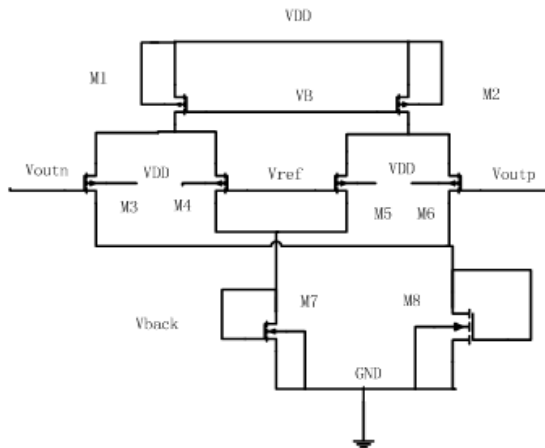 VDD
M1
VB
M2
Voutn
VDD
Vref
VDD
Voutp
M3
M4
M5
M6
Vback
M7
M8
GND